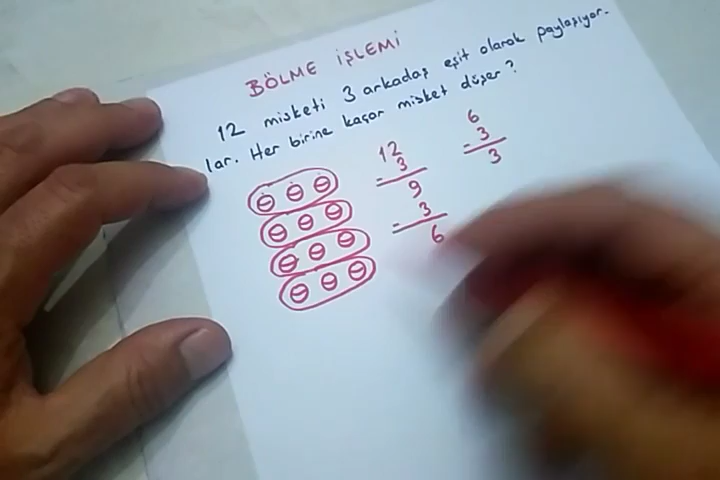 BÖLME İŞLEMİ
12 misketi 3 arkadaş eşit olarak paylaşıyor-
lar. Her birine kaçar misket düşer?
12
- 3
9
- 3
6
6
- 3
3